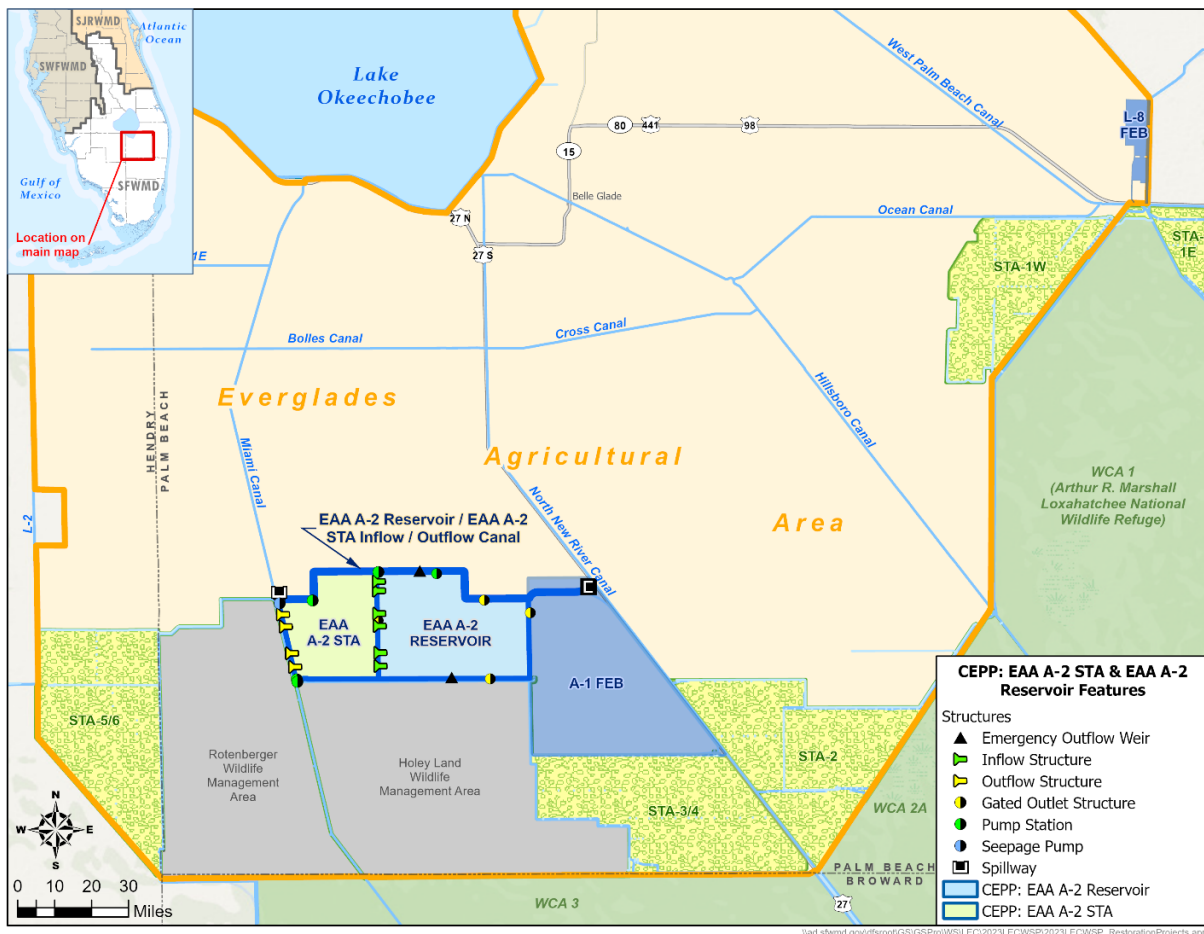 SJRWMD
Atlantic
Ocean
SWFWMD
Gulf of
Mexico
SFWMD
Location on
main map
Lake
Okeechobee
West Palm Beach Canal
L-8
FEB
80
441
98
15
Belle Glade
27 N
27 S
Ocean Canal
STA-1W
STA-
1E
1E
Bolles Canal
Cross Canal
Everglades
Agricultural
Area
HENDRY
PALM BEACH
Miami Canal
Hillsboro Canal
North New River Canal
L-2
WCA 1
(Arthur R. Marshall
Loxahatchee National
Wildlife Refuge)
EAA A-2 Reservoir / EAA A-2
STA Inflow / Outflow Canal
EAA
A-2 STA
EAA A-2
RESERVOIR
A-1 FEB
STA-5/6
Rotenberger
Wildlife
Management
Area
Holey Land
Wildlife
Management Area
STA-2
STA-3/4
WCA 2A
PALM BEACH
BROWARD
WCA 3
27
N
W
E
S
0 10 20 30
Miles
CEPP: EAA A-2 STA & EAA A-2
Reservoir Features
Structures
Emergency Outflow Weir
Inflow Structure
Outflow Structure
Gated Outlet Structure
Pump Station
Seepage Pump
Spillway
CEPP: EAA A-2 Reservoir
CEPP: EAA A-2 STA